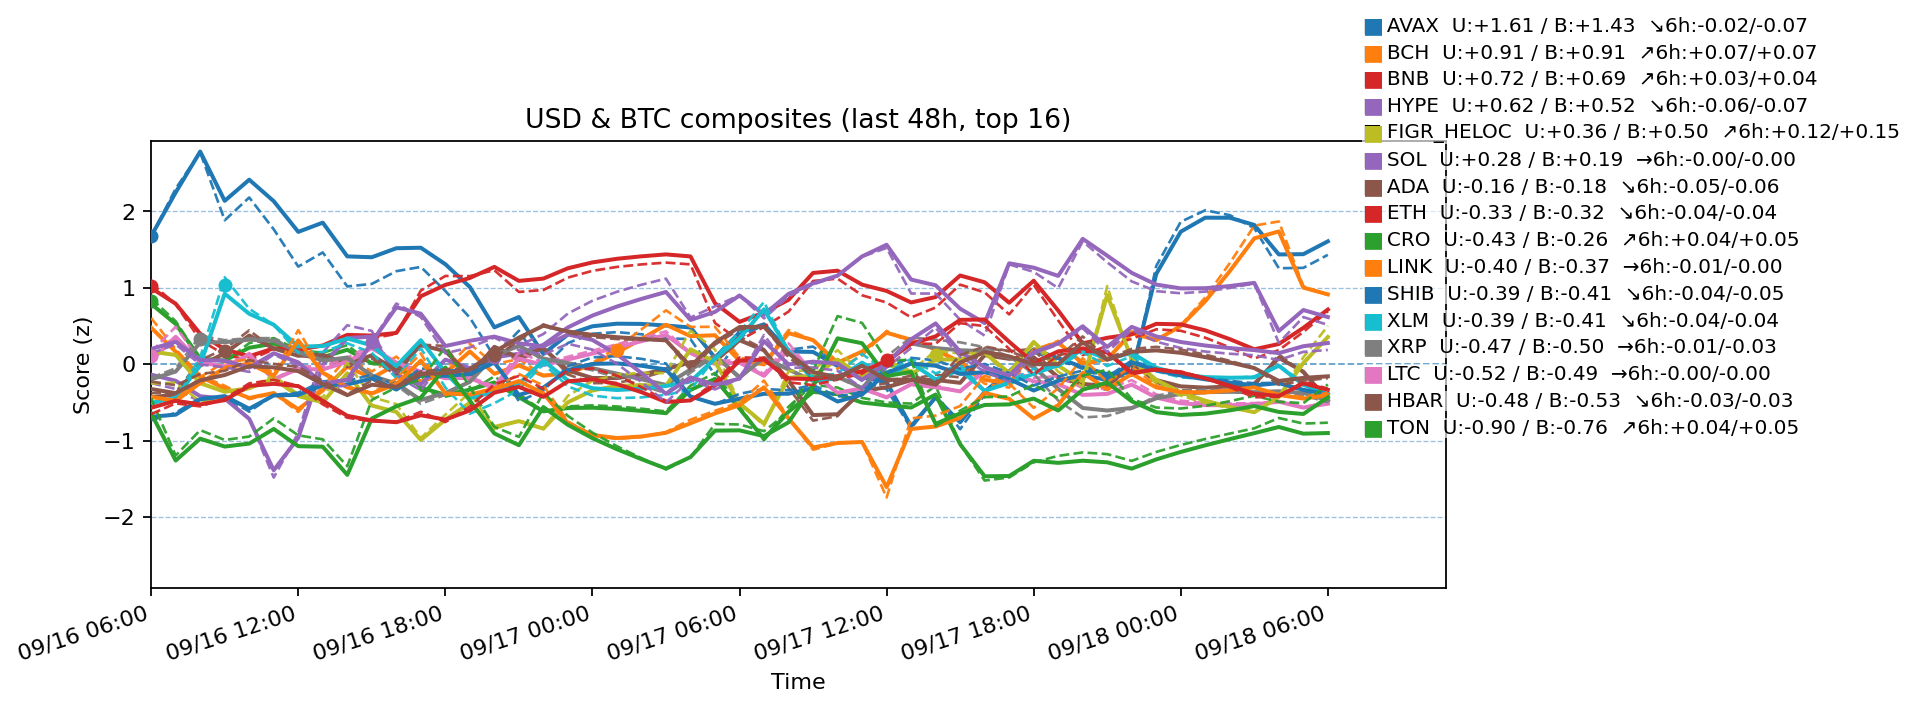 AVAX U:+1.61 / B:+1.43 ↘6h:-0.02/-0.07
BCH U:+0.91 / B:+0.91 ↗6h:+0.07/+0.07
BNB U:+0.72 / B:+0.69 ↗6h:+0.03/+0.04
HYPE U:+0.62 / B:+0.52 ↘6h:-0.06/-0.07
FIGR_HELOC U:+0.36 / B:+0.50 ↗6h:+0.12/+0.15
SOL U:+0.28 / B:+0.19 →6h:-0.00/-0.00
ADA U:-0.16 / B:-0.18 ↘6h:-0.05/-0.06
ETH U:-0.33 / B:-0.32 ↘6h:-0.04/-0.04
CRO U:-0.43 / B:-0.26 ↗6h:+0.04/+0.05
LINK U:-0.40 / B:-0.37 →6h:-0.01/-0.00
SHIB U:-0.39 / B:-0.41 ↘6h:-0.04/-0.05
XLM U:-0.39 / B:-0.41 ↘6h:-0.04/-0.04
XRP U:-0.47 / B:-0.50 →6h:-0.01/-0.03
LTC U:-0.52 / B:-0.49 →6h:-0.00/-0.00
HBAR U:-0.48 / B:-0.53 ↘6h:-0.03/-0.03
TON U:-0.90 / B:-0.76 ↗6h:+0.04/+0.05
USD & BTC composites (last 48h, top 16)
Score (z)
2
1
0
−1
−2
09/16 06:00
09/16 12:00
09/16 18:00
09/17 00:00
09/17 06:00
09/17 12:00
09/17 18:00
09/18 00:00
09/18 06:00
Time